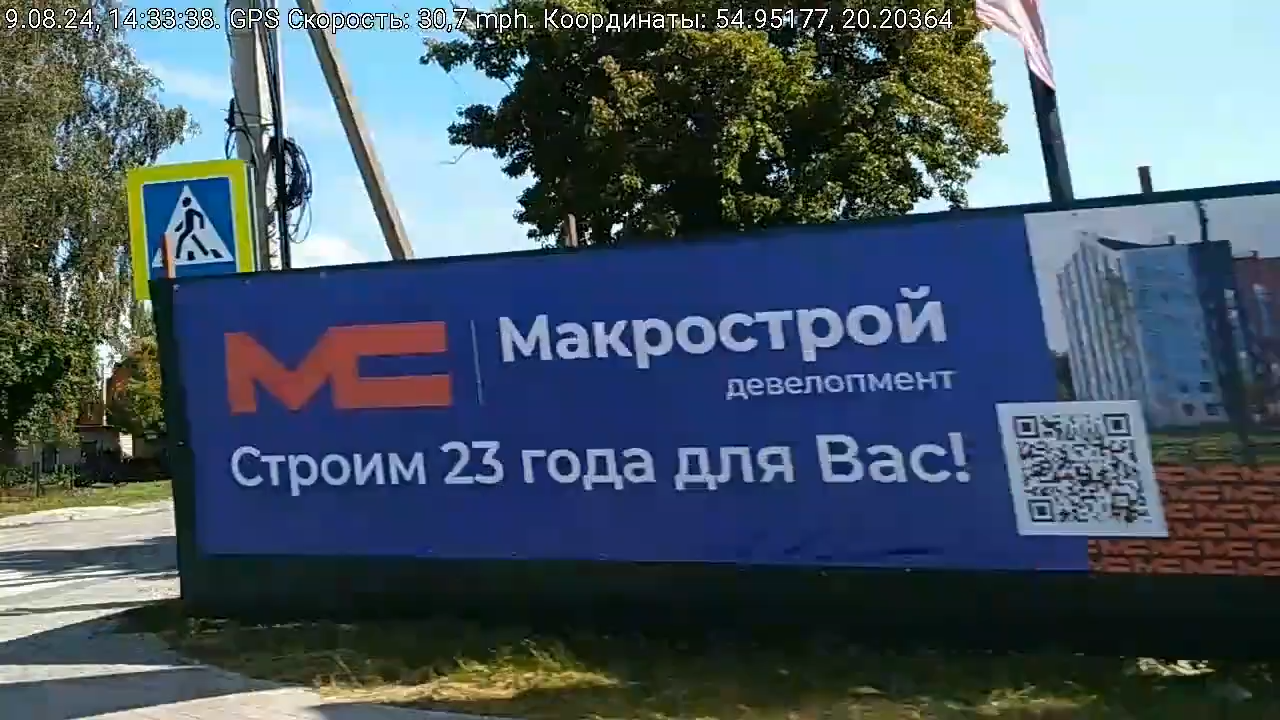 9.08.24, 14:33:38. GPS Скорость: 30,7 mph. Координаты: 54.95177, 20.20364
МС
Макрострой
девелопмент
Строим 23 года для Вас!